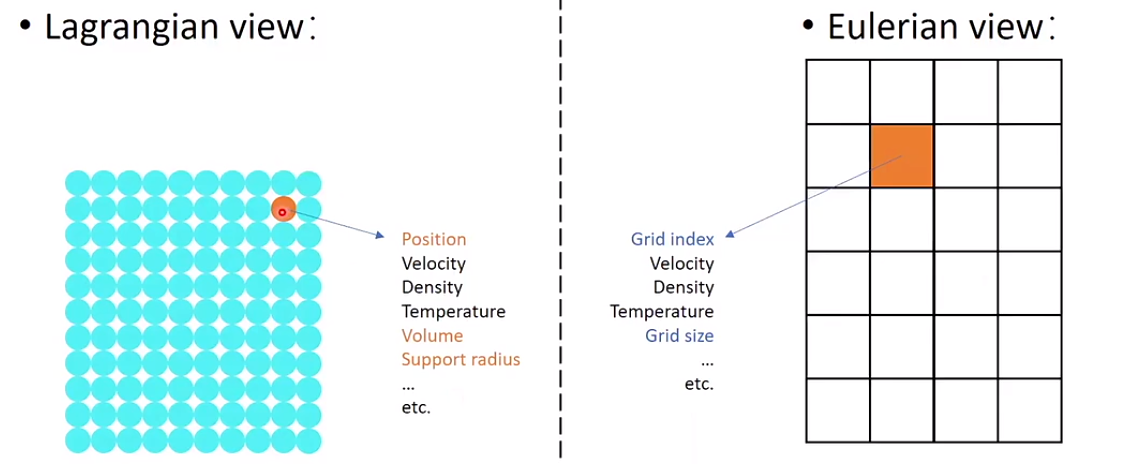 • Lagrangian view：
Position
Velocity
Density
Temperature
Volume
Support radius
...
etc.
• Eulerian view：
Grid index
Velocity
Density
Temperature
Grid size
...
etc.